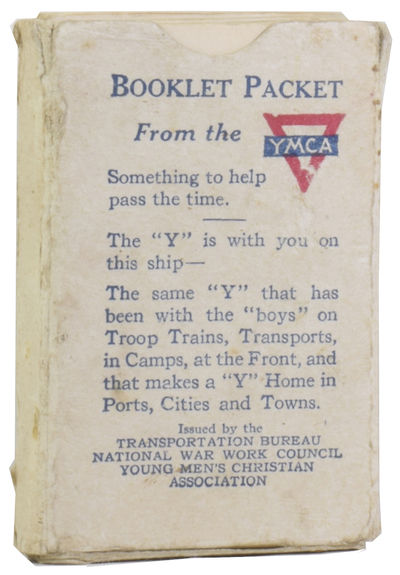 BOOKLET PACKET
From the
YMCA
Something to help
pass the time.
The "Y" is with you on
this ship—
The same "Y" that has
been with the "boys" on
Troop Trains, Transports,
in Camps, at the Front, and
that makes a "Y" Home in
Ports, Cities and Towns.
Issued by the
TRANSPORTATION BUREAU
NATIONAL WAR WORK COUNCIL
YOUNG MEN'S CHRISTIAN
ASSOCIATION